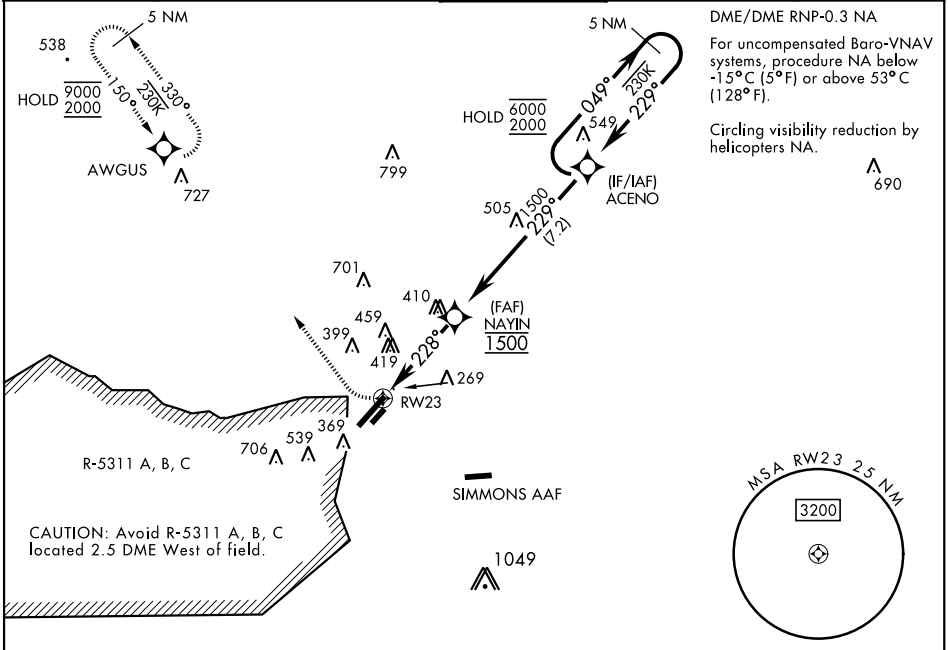 5 NM
538
HOLD
9000
2000
150°
230K
330°
AWGUS
727
799
5 NM
HOLD
6000
2000
049°
230K
229°
549
(IF/IAF)
ACENO
505
1500
229°
(7.2)
DME/DME RNP-0.3 NA
For uncompensated Baro-VNAV
systems, procedure NA below
-15°C (5°F) or above 53°C
(128°F).
Circling visibility reduction by
helicopters NA.
690
701
410
(FAF)
NAYIN
1500
459
399
419
228°
269
RW23
369
706
539
R-5311 A, B, C
CAUTION: Avoid R-5311 A, B, C
located 2.5 DME West of field.
SIMMONS AAF
1049
MSA RW23 25 NM
3200